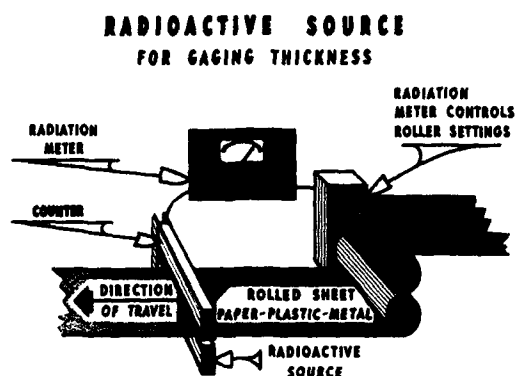 RADIOACTIVE SOURCE
FOR GAGING THICKNESS
RADIATION
METER CONTROLS
ROLLER SETTINGS
RADIATION
METER
COUNTER
DIRECTION
OF TRAVEL
ROLLED SHEET
PAPER-PLASTIC-METAL
RADIOACTIVE
SOURCE